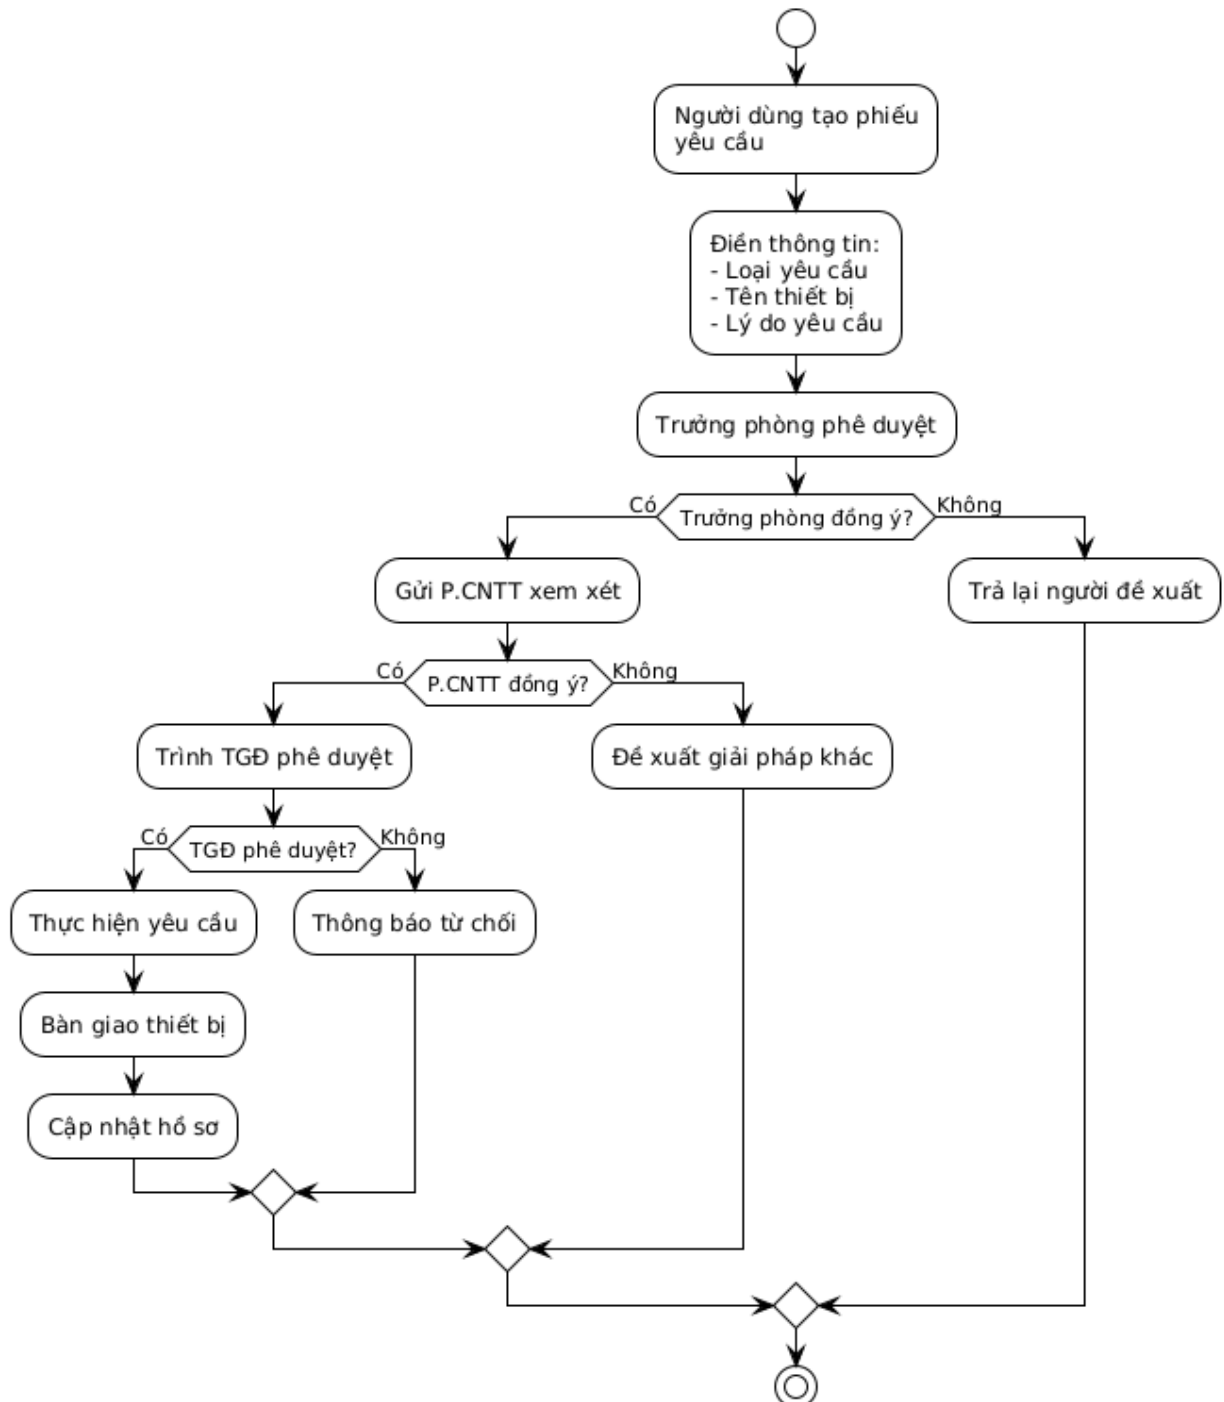 Người dùng tạo phiếu
yêu cầu
Điền thông tin:
- Loại yêu cầu
- Tên thiết bị
- Lý do yêu cầu
Trưởng phòng phê duyệt
Có
Trưởng phòng đồng ý?
Không
Gửi P.CNTT xem xét
Trả lại người đề xuất
Có
P.CNTT đồng ý?
Không
Trình TGĐ phê duyệt
Đề xuất giải pháp khác
Có
TGĐ phê duyệt?
Không
Thực hiện yêu cầu
Thông báo từ chối
Bàn giao thiết bị
Cập nhật hồ sơ